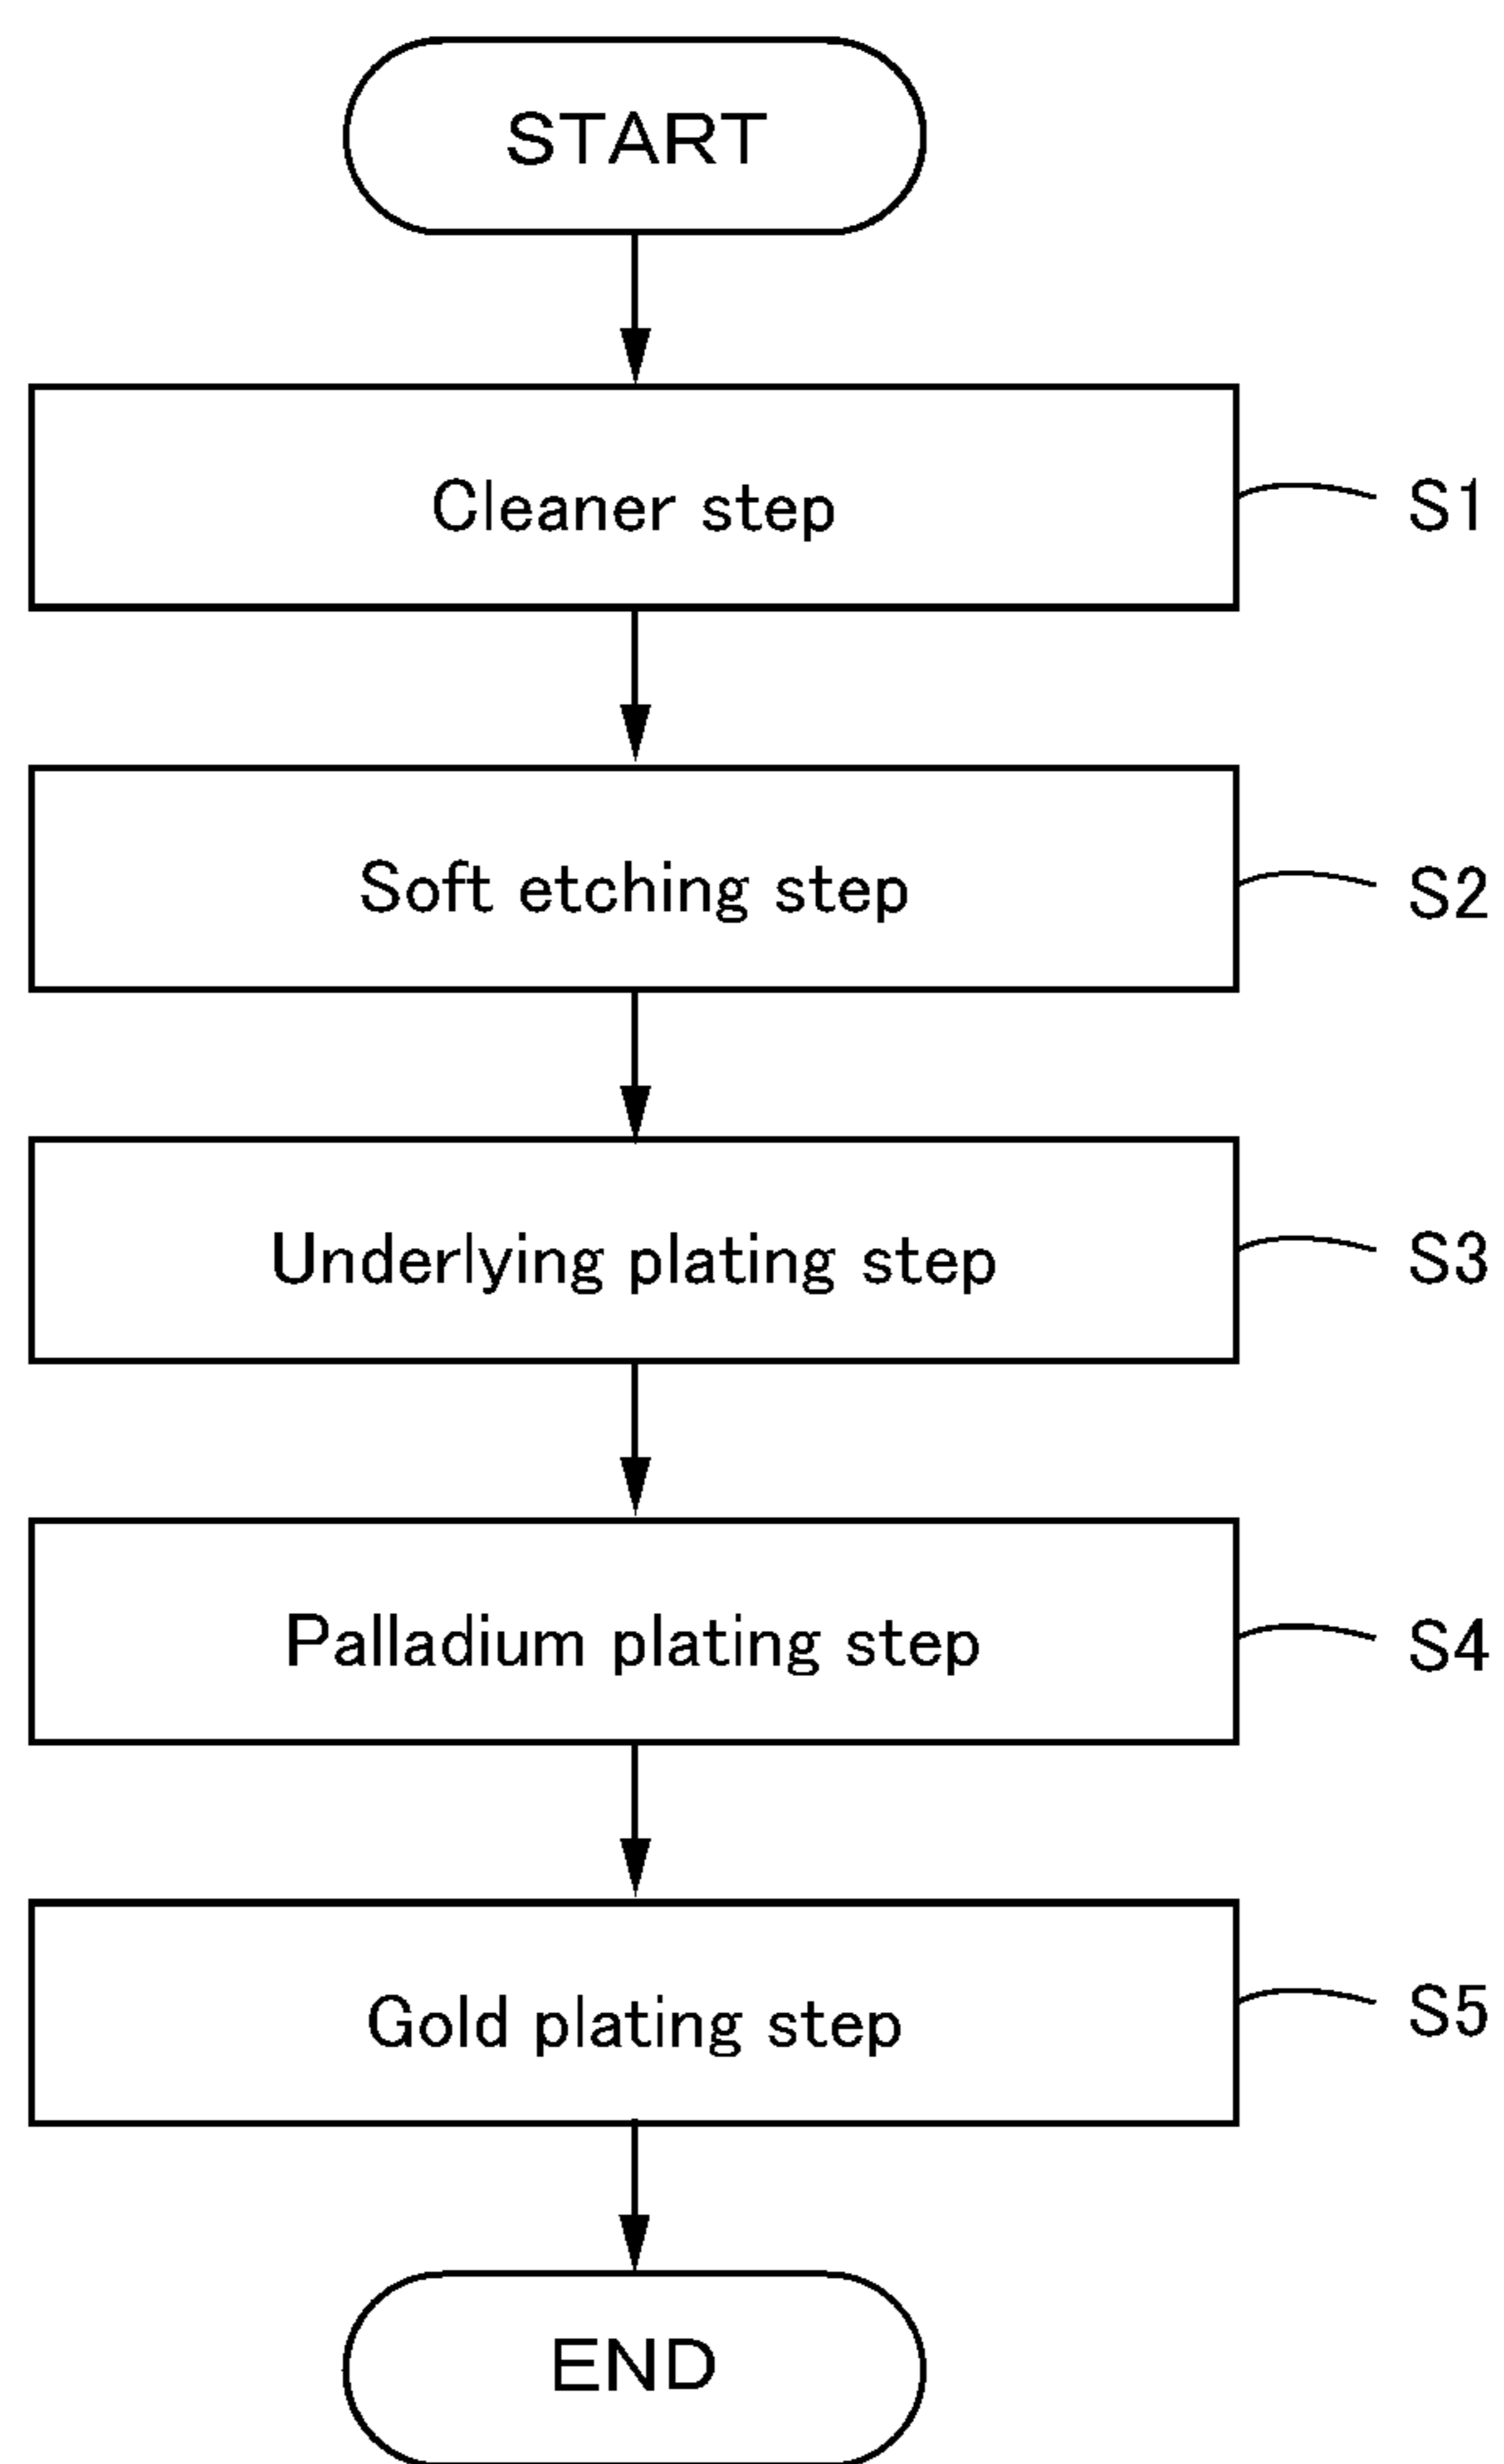 START
Cleaner step
S1
Soft etching step
S2
Underlying plating step
S3
Palladium plating step
S4
Gold plating step
S5
END